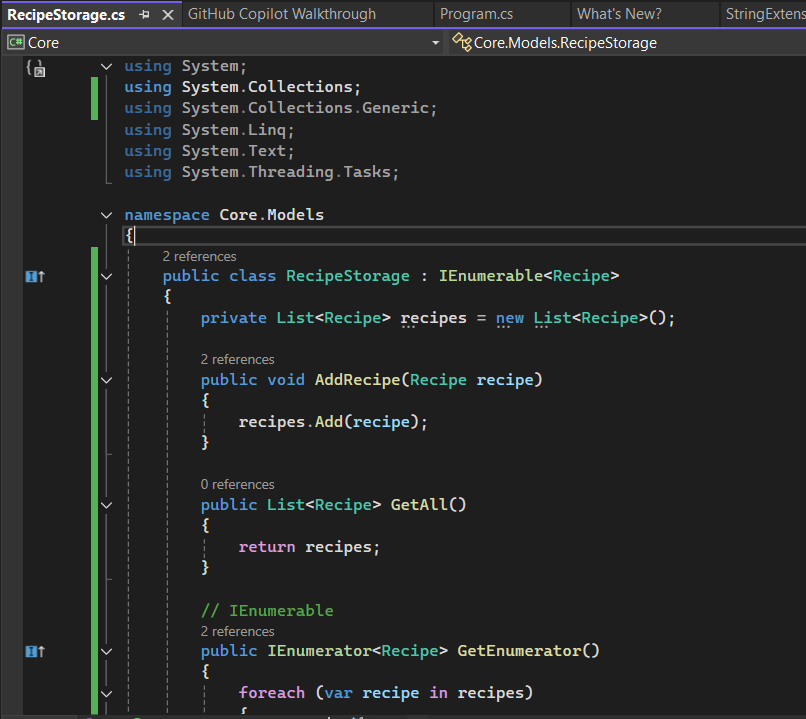 RecipeStorage.cs GitHub Copilot Walkthrough Program.cs What's New? StringExtens
C# Core Core.Models.RecipeStorage
using System;
using System.Collections;
using System.Collections.Generic;
using System.Linq;
using System.Text;
using System.Threading.Tasks;
namespace Core.Models
{
2 references
public class RecipeStorage : IEnumerable<Recipe>
{
private List<Recipe> recipes = new List<Recipe>();
2 references
public void AddRecipe(Recipe recipe)
{
recipes.Add(recipe);
}
0 references
public List<Recipe> GetAll()
{
return recipes;
}
// IEnumerable
2 references
public IEnumerator<Recipe> GetEnumerator()
{
foreach (var recipe in recipes)
{